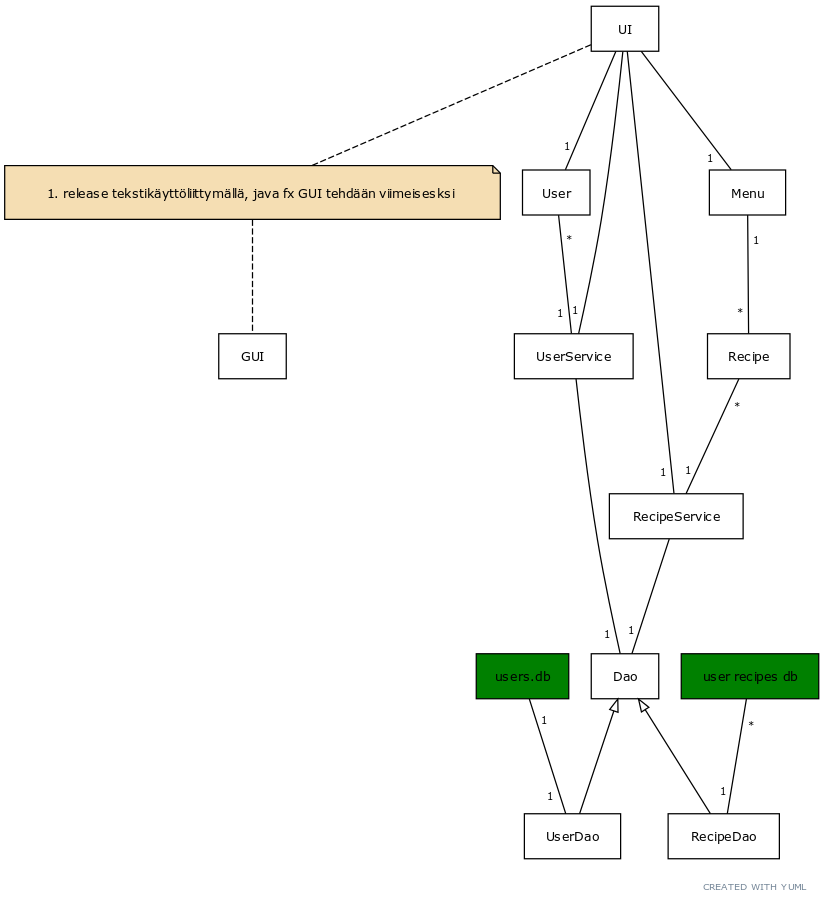 UI
1
1
1. release tekstikäyttöliittymällä, java fx GUI tehdään viimeisesksi
User
Menu
*
1
1
1
*
GUI
UserService
Recipe
*
1
1
RecipeService
1
1
users.db
Dao
user recipes db
1
*
1
1
UserDao
RecipeDao
CREATED WITH YUML